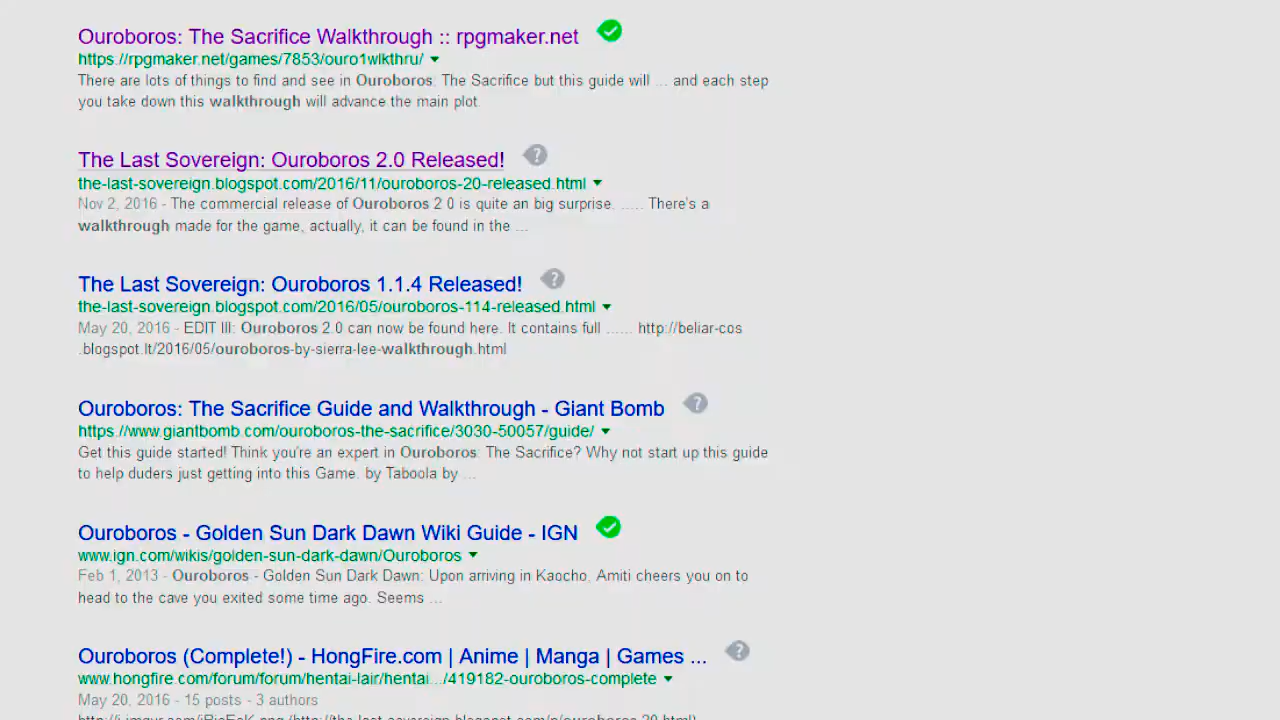 Ouroboros: The Sacrifice Walkthrough :: rpgmaker.net
https://rpgmaker.net/games/7853/ouro1wlkthru/
There are lots of things to find and see in Ouroboros: The Sacrifice but this guide will ... and each step
you take down this walkthrough will advance the main plot.
The Last Sovereign: Ouroboros 2.0 Released!
the-last-sovereign.blogspot.com/2016/11/ouroboros-20-released.html
Nov 2, 2016 - The commercial release of Ouroboros 2 0 is quite an big surprise. ..... There's a
walkthrough made for the game, actually, it can be found in the ...
The Last Sovereign: Ouroboros 1.1.4 Released!
the-last-sovereign.blogspot.com/2016/05/ouroboros-114-released.html
May 20, 2016 - EDIT III: Ouroboros 2.0 can now be found here. It contains full ...... http://beliar-cos
.blogspot.lt/2016/05/ouroboros-by-sierra-lee-walkthrough.html
Ouroboros: The Sacrifice Guide and Walkthrough - Giant Bomb
https://www.giantbomb.com/ouroboros-the-sacrifice/3030-50057/guide/
Get this guide started! Think you're an expert in Ouroboros: The Sacrifice? Why not start up this guide
to help duders just getting into this Game. by Taboola by ...
Ouroboros - Golden Sun Dark Dawn Wiki Guide - IGN
www.ign.com/wikis/golden-sun-dark-dawn/Ouroboros
Feb 1, 2013 - Ouroboros - Golden Sun Dark Dawn: Upon arriving in Kaocho, Amiti cheers you on to
head to the cave you exited some time ago. Seems ...
Ouroboros (Complete!) - HongFire.com | Anime | Manga | Games ...
www.hongfire.com/forum/forum/hentai-lair/hentai.../419182-ouroboros-complete
May 20, 2016 - 15 posts - 3 authors